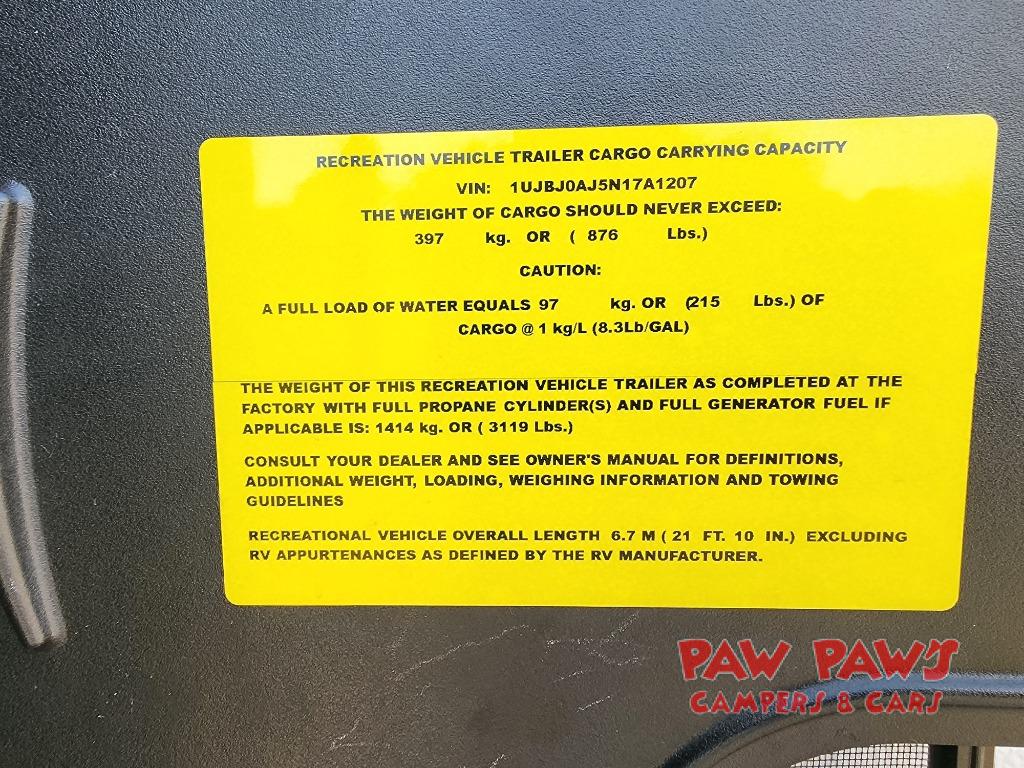 RECREATION VEHICLE TRAILER CARGO CARRYING CAPACITY
VIN: 1UJBJ0AJ5N17A1207
THE WEIGHT OF CARGO SHOULD NEVER EXCEED:
397 kg. OR ( 876 Lbs.)
CAUTION:
A FULL LOAD OF WATER EQUALS 97 kg. OR (215 Lbs.) OF
CARGO @ 1 kg/L (8.3Lb/GAL)
THE WEIGHT OF THIS RECREATION VEHICLE TRAILER AS COMPLETED AT THE
FACTORY WITH FULL PROPANE CYLINDER(S) AND FULL GENERATOR FUEL IF
APPLICABLE IS: 1414 kg. OR ( 3119 Lbs.)
CONSULT YOUR DEALER AND SEE OWNER'S MANUAL FOR DEFINITIONS,
ADDITIONAL WEIGHT, LOADING, WEIGHING INFORMATION AND TOWING
GUIDELINES
RECREATIONAL VEHICLE OVERALL LENGTH 6.7 M ( 21 FT. 10 IN.) EXCLUDING
RV APPURTENANCES AS DEFINED BY THE RV MANUFACTURER.
PAW PAW'S
CAMPERS & CARS